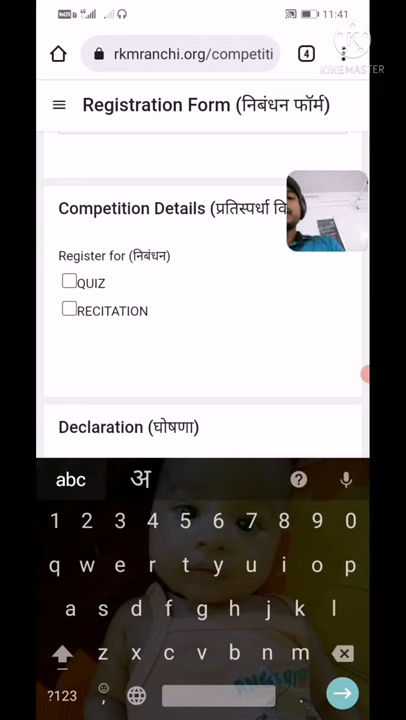 11:41
rkmranchi.org/competiti
4
KINEMASTER
Registration Form (निबंधन फॉर्म)
Competition Details (प्रतिस्पर्धा वि
Register for (निबंधन)
QUIZ
RECITATION
Declaration (घोषणा)
abc अ ?
1 2 3 4 5 6 7 8 9 0
q w e r t y u i o p
a s d f g h j k l
z x c v b n m
?123 , .